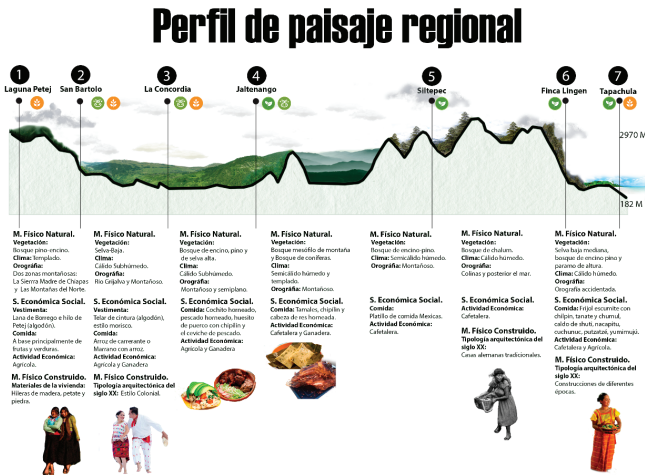 Perfil de paisaje regional
1
2
3
4
5
6
7
Laguna Petej
San Bartolo
La Concordia
Jaltenango
Siltepec
Finca Lingen
Tapachula
2970 M
182 M
M. Físico Natural.
Vegetación:
Bosque pino-encino.
Clima: Templado.
Orográfia:
Dos zonas montañosas:
La Sierra Madre de Chiapas
y Las Montañas del Norte.
S. Económica Social.
Vestimenta:
Lana de Borrego e hilo de
Petej (algodón).
Comida:
A base principalmente de
frutas y verduras.
Actividad Económica:
Agrícola.
M. Físico Construido.
Materiales de la vivienda:
Hileras de madera, petate y
piedra.
M. Físico Natural.
Vegetación:
Selva-Baja.
Clima:
Cálido Subhúmedo.
Orográfia:
Río Grijalva y Montañoso.
S. Económica Social.
Vestimenta:
Telar de cintura (algodón),
estilo morisco.
Comida:
Arroz de camarante o
Marrano con arroz.
Actividad Económica:
Agrícola y Ganadera
M. Físico Construido.
Tipología arquitectónica del
siglo XX: Estilo Colonial.
M. Físico Natural.
Vegetación:
Bosque de encino, pino y
de selva alta.
Clima:
Cálido Subhúmedo.
Orográfia:
Montañoso y semiplano.
S. Económica Social.
Comida: Cochito horneado,
pescado horneado, huesito
de puerco con chipilín y
el ceviche de pescado.
Actividad Económica:
Agrícola y Ganadera
M. Físico Natural.
Vegetación:
Bosque mesófilo de montaña
y Bosque de coníferas.
Clima:
Semicálido húmedo y
templado.
Orográfia: Montañoso.
S. Económica Social.
Comida: Tamales, chipilín y
cabeza de res horneada.
Actividad Económica:
Cafetalera y Ganadera.
M. Físico Natural.
Vegetación:
Bosque de encino-pino.
Clima: Semicálido húmedo.
Orográfia: Montañoso.
S. Económica Social.
Comida:
Platillo de comida Mexicas.
Actividad Económica:
Cafetalera.
M. Físico Natural.
Vegetación:
Bosque de chalum.
Clima: Cálido húmedo.
Orográfia:
Colinas y posterior el mar.
S. Económica Social.
Actividad Económica:
Cafetalera.
M. Físico Construido.
Tipología arquitectónica del
siglo XX:
Casas alemanas tradicionales.
M. Físico Natural.
Vegetación:
Selva baja mediana,
bosque de encino pino y
paramo de altura.
Clima: Cálido húmedo.
Orográfia:
Orografía accidentada.
S. Económica Social.
Comida: Frijol escumite con
chilpin, tanate y chumul,
caldo de shuti, nacapitu,
cuchunuc, putzatzel, yumimujú.
Actividad Económica:
Cafetalera y Agrícola.
M. Físico Construido.
Tipología arquitectónica del
siglo XX:
Construcciones de diferentes
épocas.